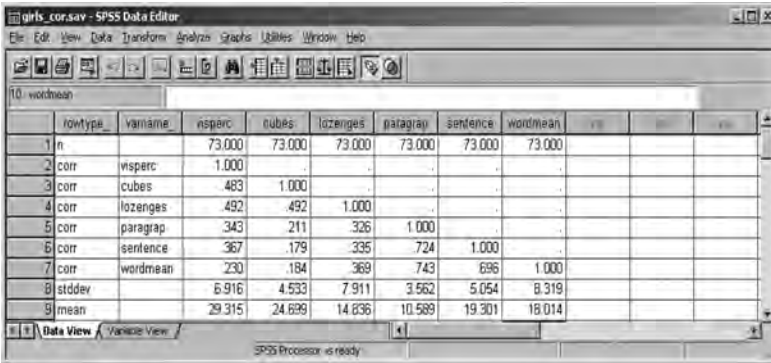 girls_cor.sav - SPSS Data Editor
File Edit View Data Transform Analyze Graphs Utilities Window Help
10 : wordmean
rowtype_ varname_ visperc cubes lozenges paragrap sentence wordmean var var var
1 n 73.000 73.000 73.000 73.000 73.000 73.000
2 corr visperc 1.000 . . . . .
3 corr cubes .483 1.000 . . . .
4 corr lozenges .492 .492 1.000 . . .
5 corr paragrap .343 .211 .326 1.000 . .
6 corr sentence .367 .179 .335 .724 1.000 .
7 corr wordmean .230 .184 .369 .743 .696 1.000
8 stddev 6.916 4.533 7.911 3.562 5.054 8.319
9 mean 29.315 24.699 14.836 10.589 19.301 18.014
Data View Variable View
SPSS Processor is ready